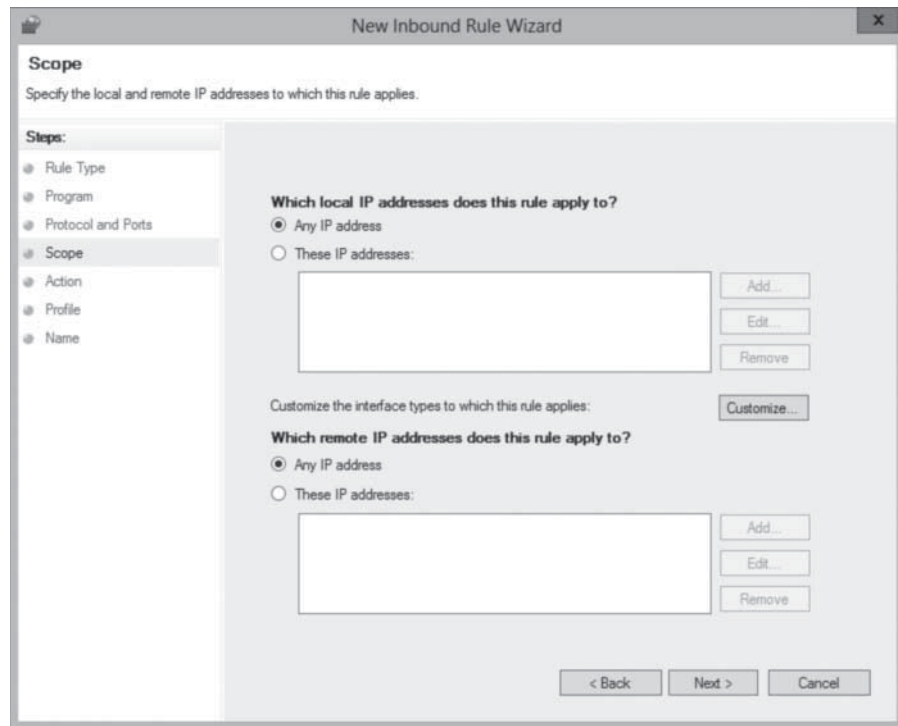 New Inbound Rule Wizard
x
Scope
Specify the local and remote IP addresses to which this rule applies.
Steps:
Rule Type
Program
Protocol and Ports
Scope
Action
Profile
Name
Which local IP addresses does this rule apply to?
Any IP address
These IP addresses:
Add...
Edit...
Remove
Customize the interface types to which this rule applies:
Customize...
Which remote IP addresses does this rule apply to?
Any IP address
These IP addresses:
Add...
Edit...
Remove
< Back
Next >
Cancel